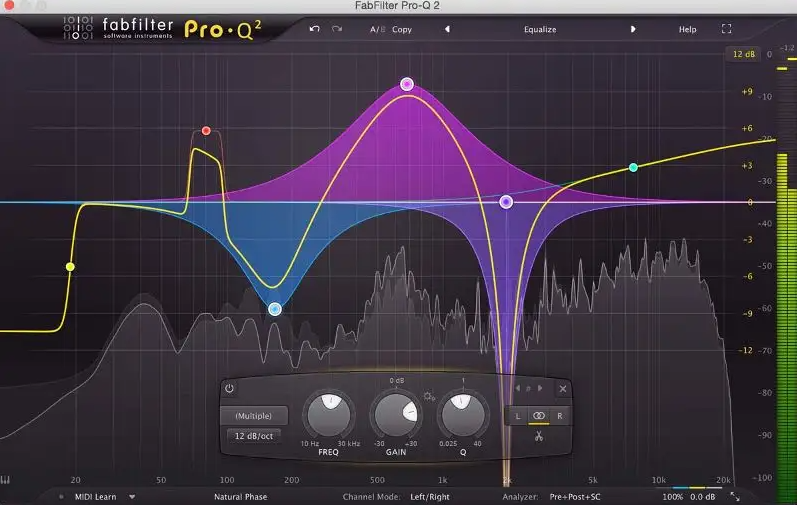 FabFilter Pro-Q 2
fabfilter
software instruments
Pro·Q²
A/B Copy
Equalize
Help
12 dB
0
-1.2
+9
-10
+6
-20
+3
-30
0
-40
-3
-50
-6
-60
-9
-12
-70
-80
-90
-100
0 dB
(Multiple)
12 dB/oct
L
R
10 Hz
30 kHz
-30
+30
0.025
40
FREQ
GAIN
Q
20
50
100
200
500
1k
2k
5k
10k
20k
MIDI Learn
Natural Phase
Channel Mode: Left/Right
Analyzer: Pre+Post+SC
100%
0.0 dB